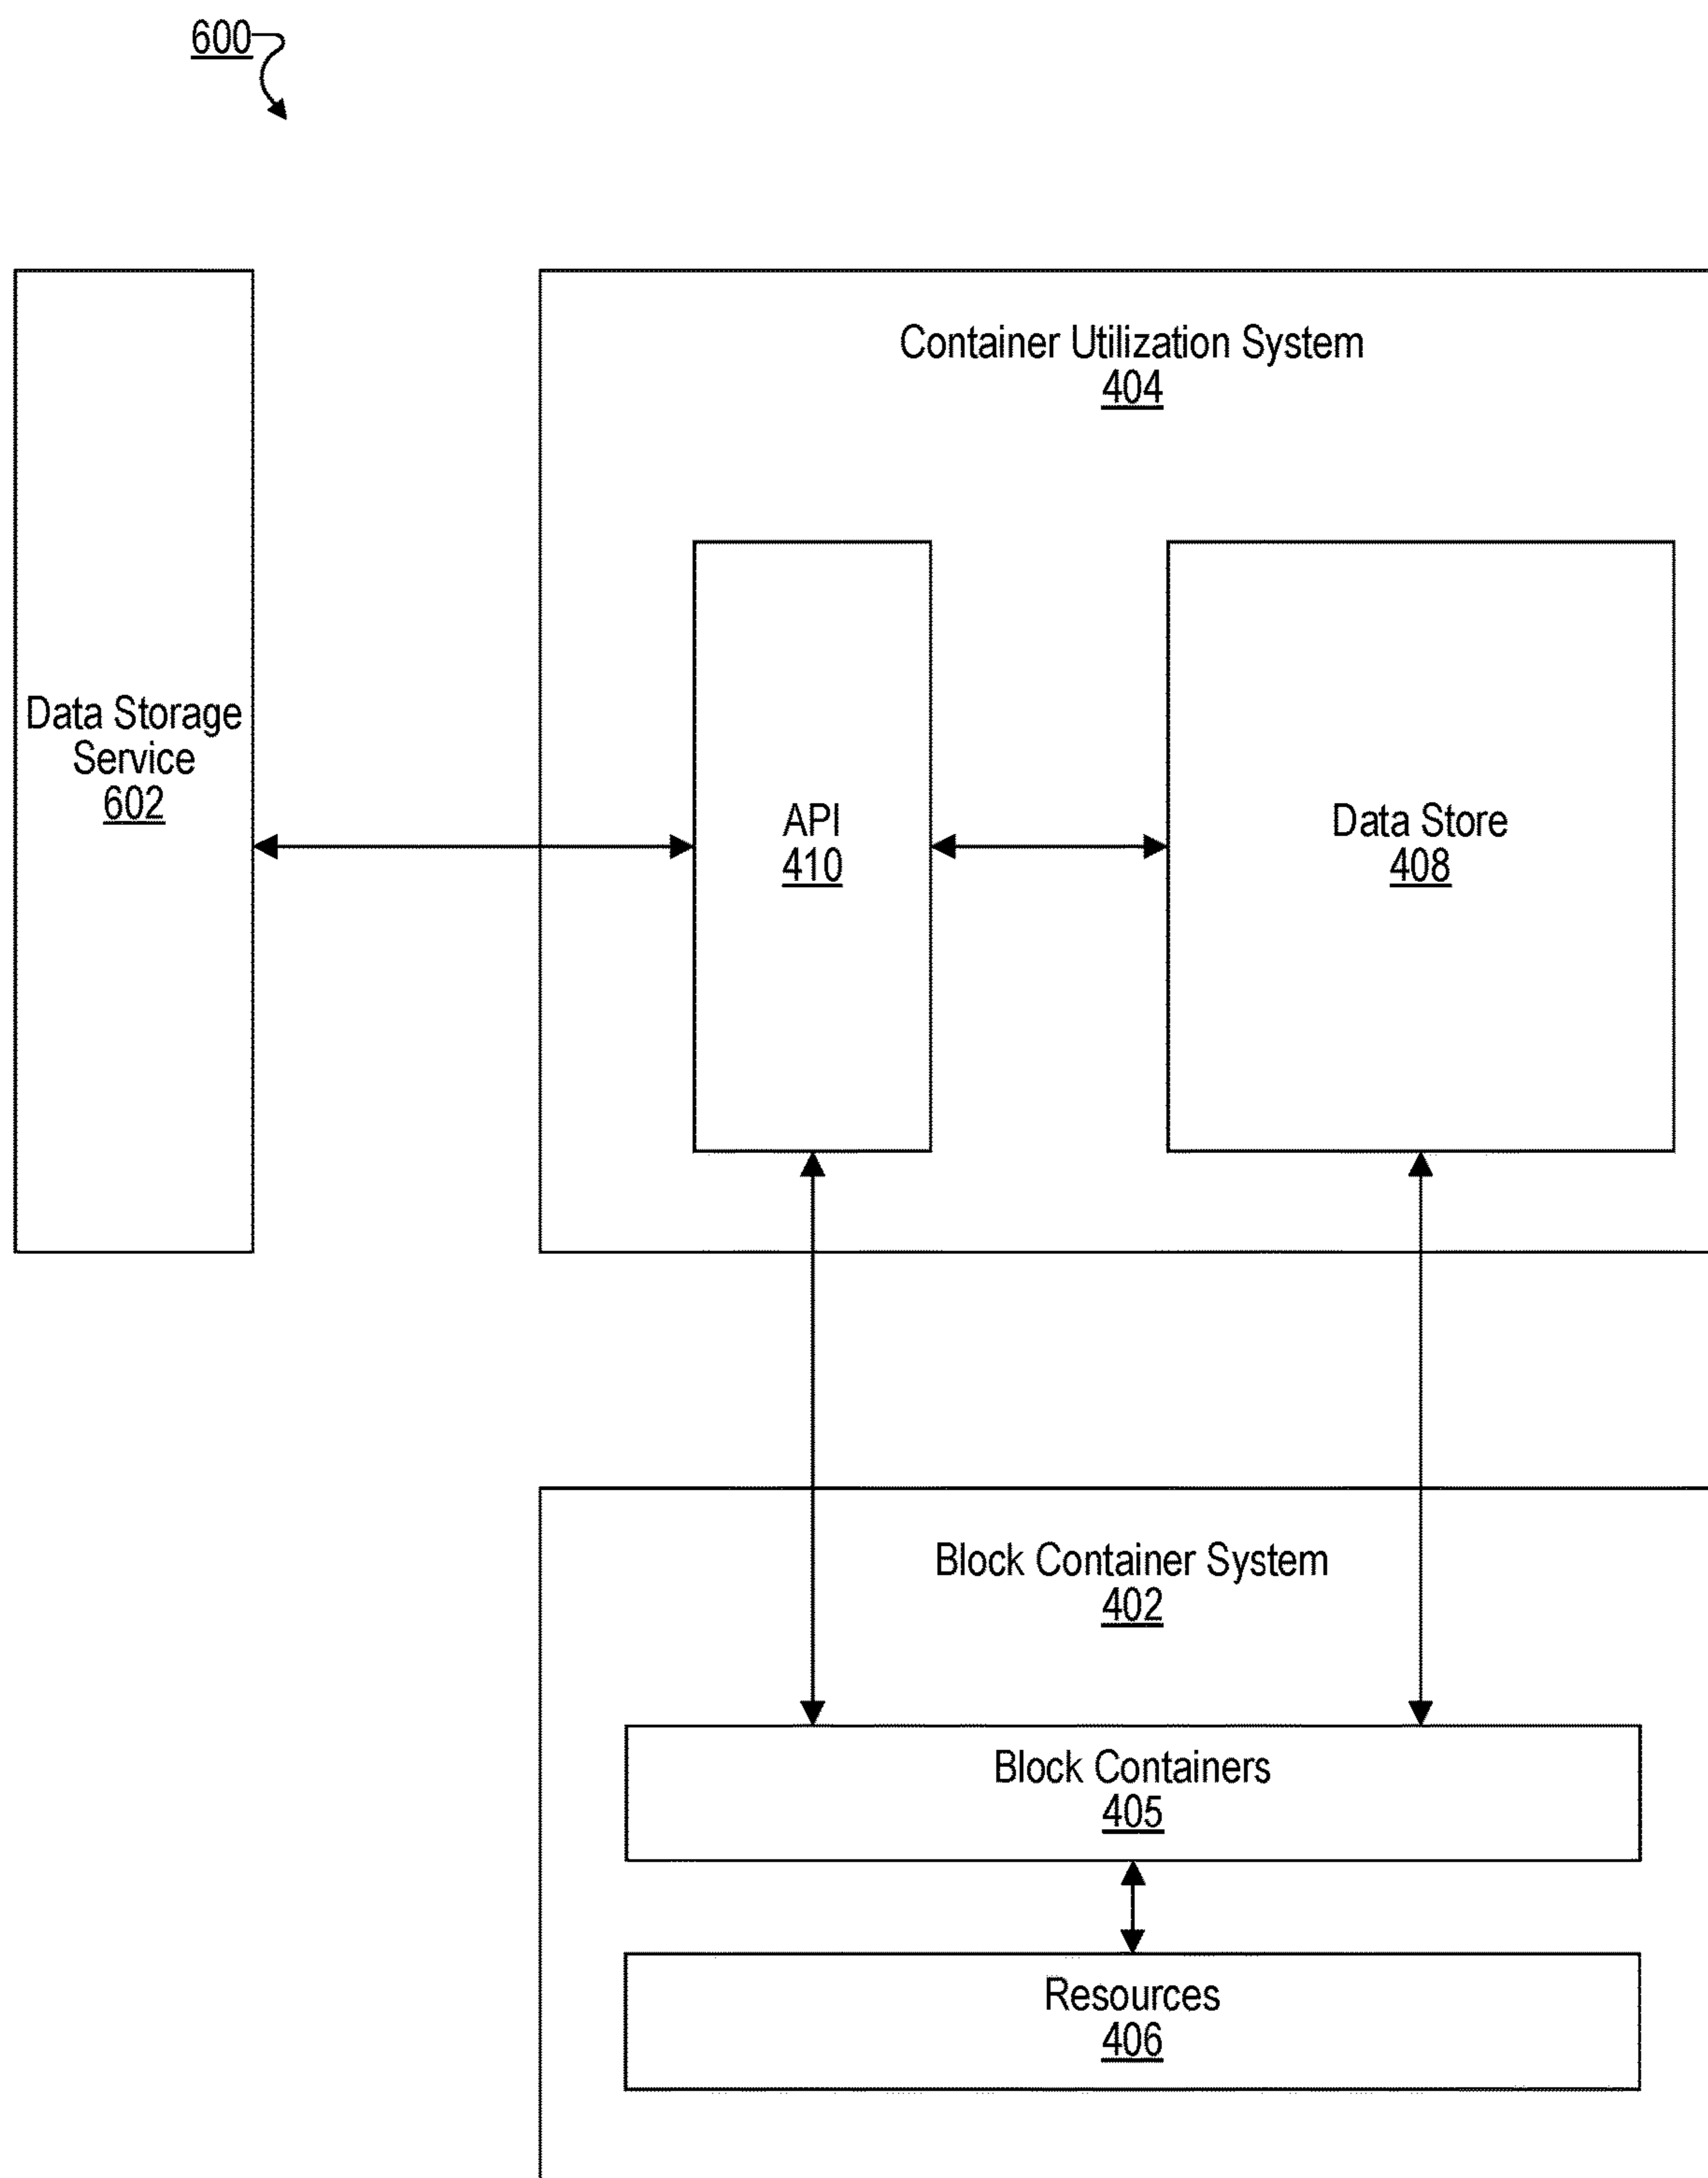 600
Container Utilization System
404
Data Storage
Service
602
API
410
Data Store
408
Block Container System
402
Block Containers
405
Resources
406